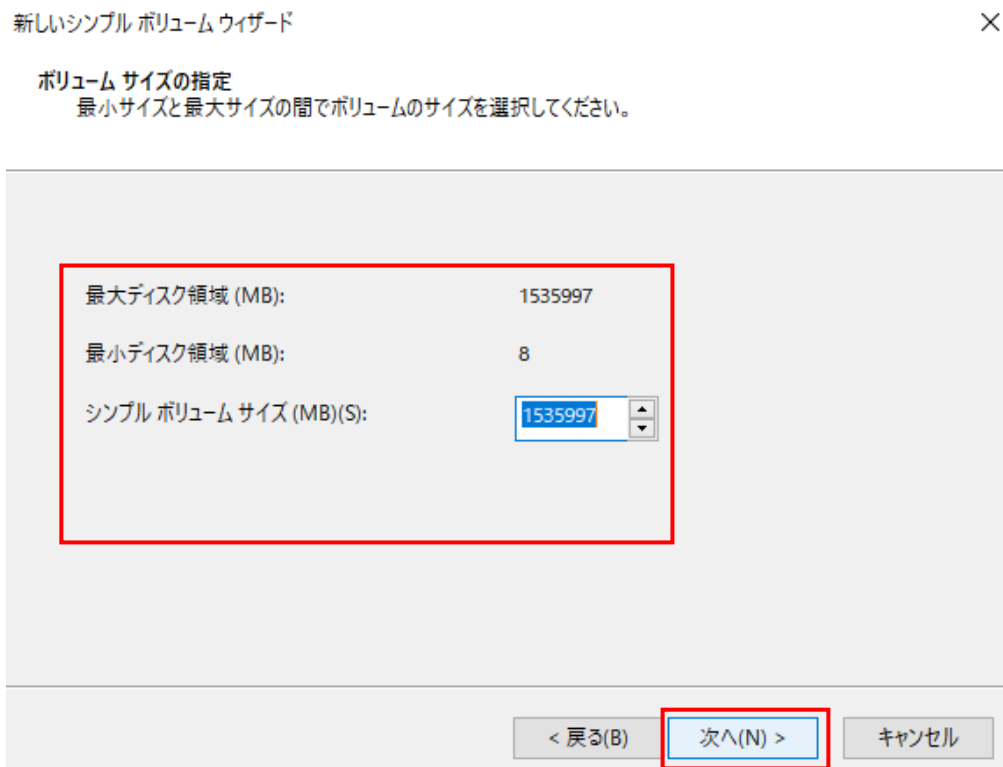 新しいシンプル ボリューム ウィザード
ボリューム サイズの指定
最小サイズと最大サイズの間でボリュームのサイズを選択してください。
最大ディスク領域 (MB): 1535997
最小ディスク領域 (MB): 8
シンプル ボリューム サイズ (MB)(S): 1535997
< 戻る(B) 次へ(N) > キャンセル